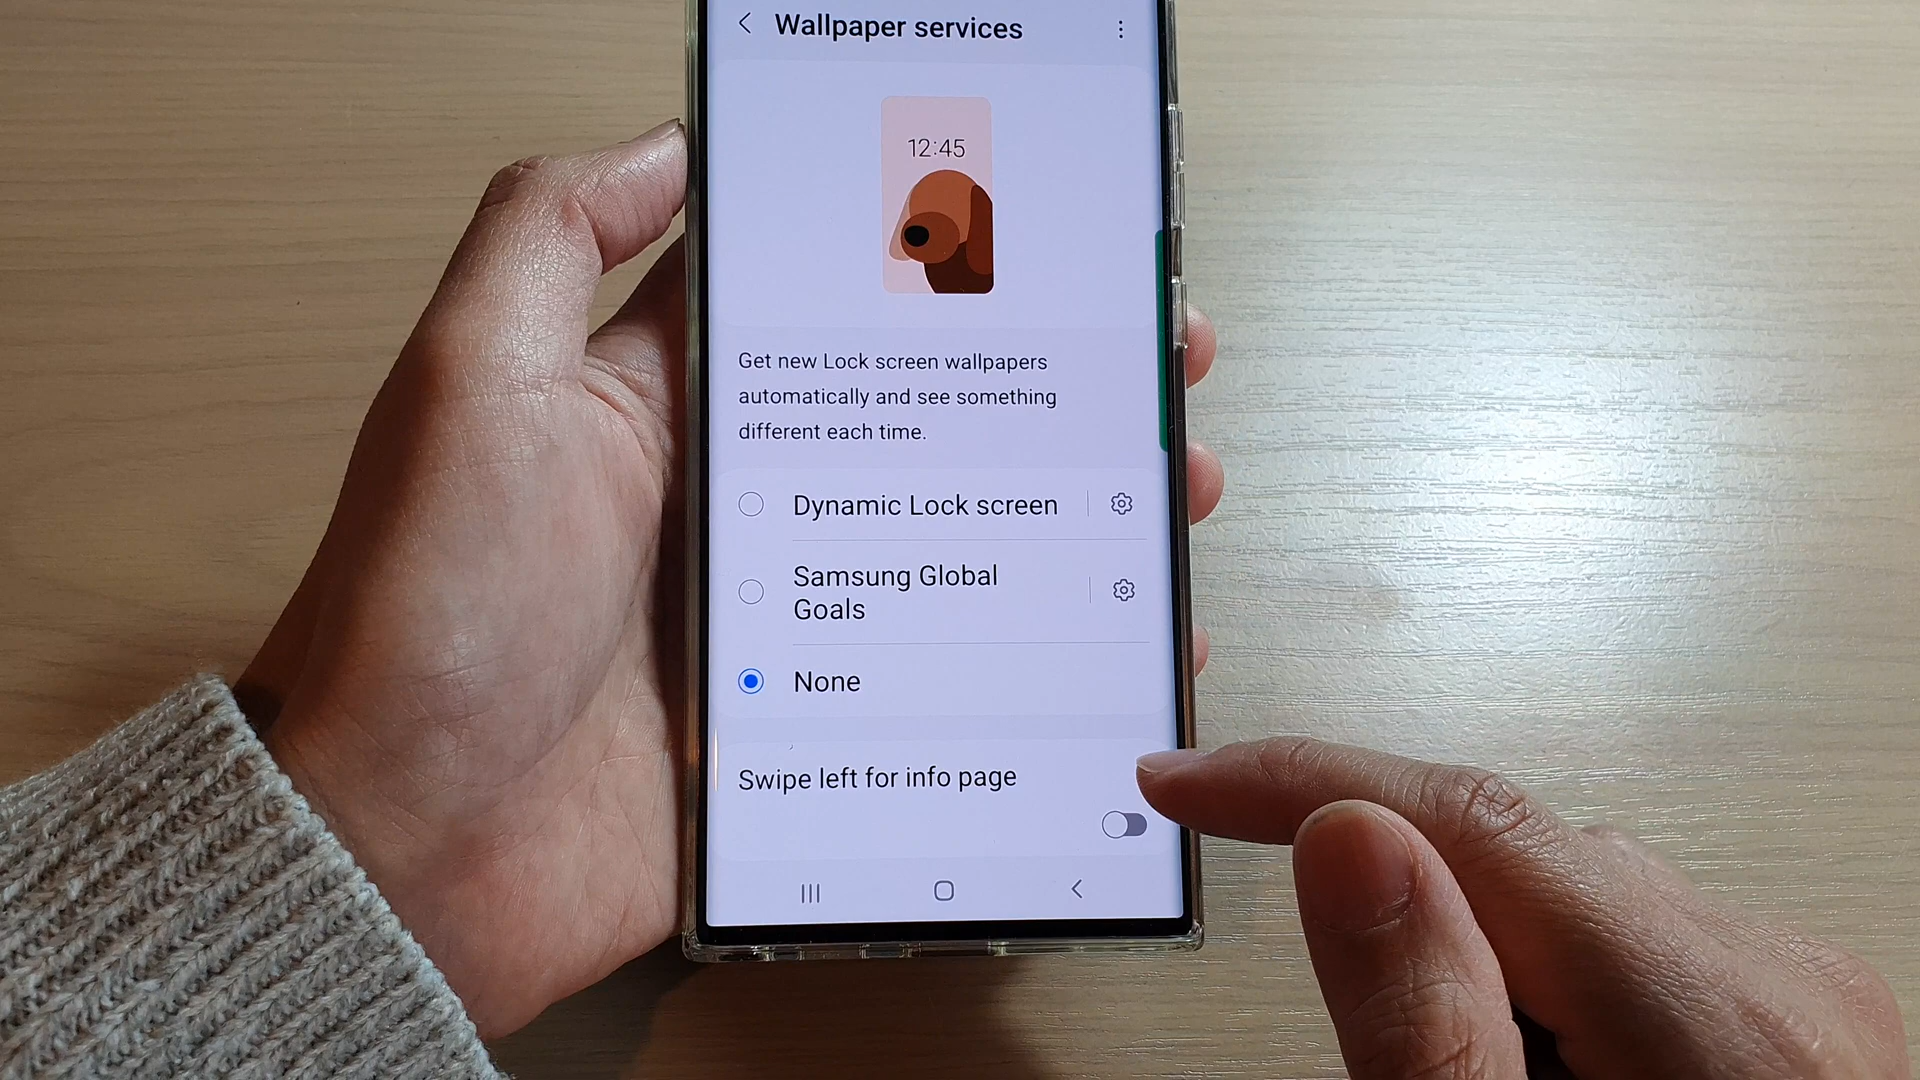 Wallpaper services
12:45
Get new Lock screen wallpapers
automatically and see something
different each time.
Dynamic Lock screen
Samsung Global
Goals
None
Swipe left for info page